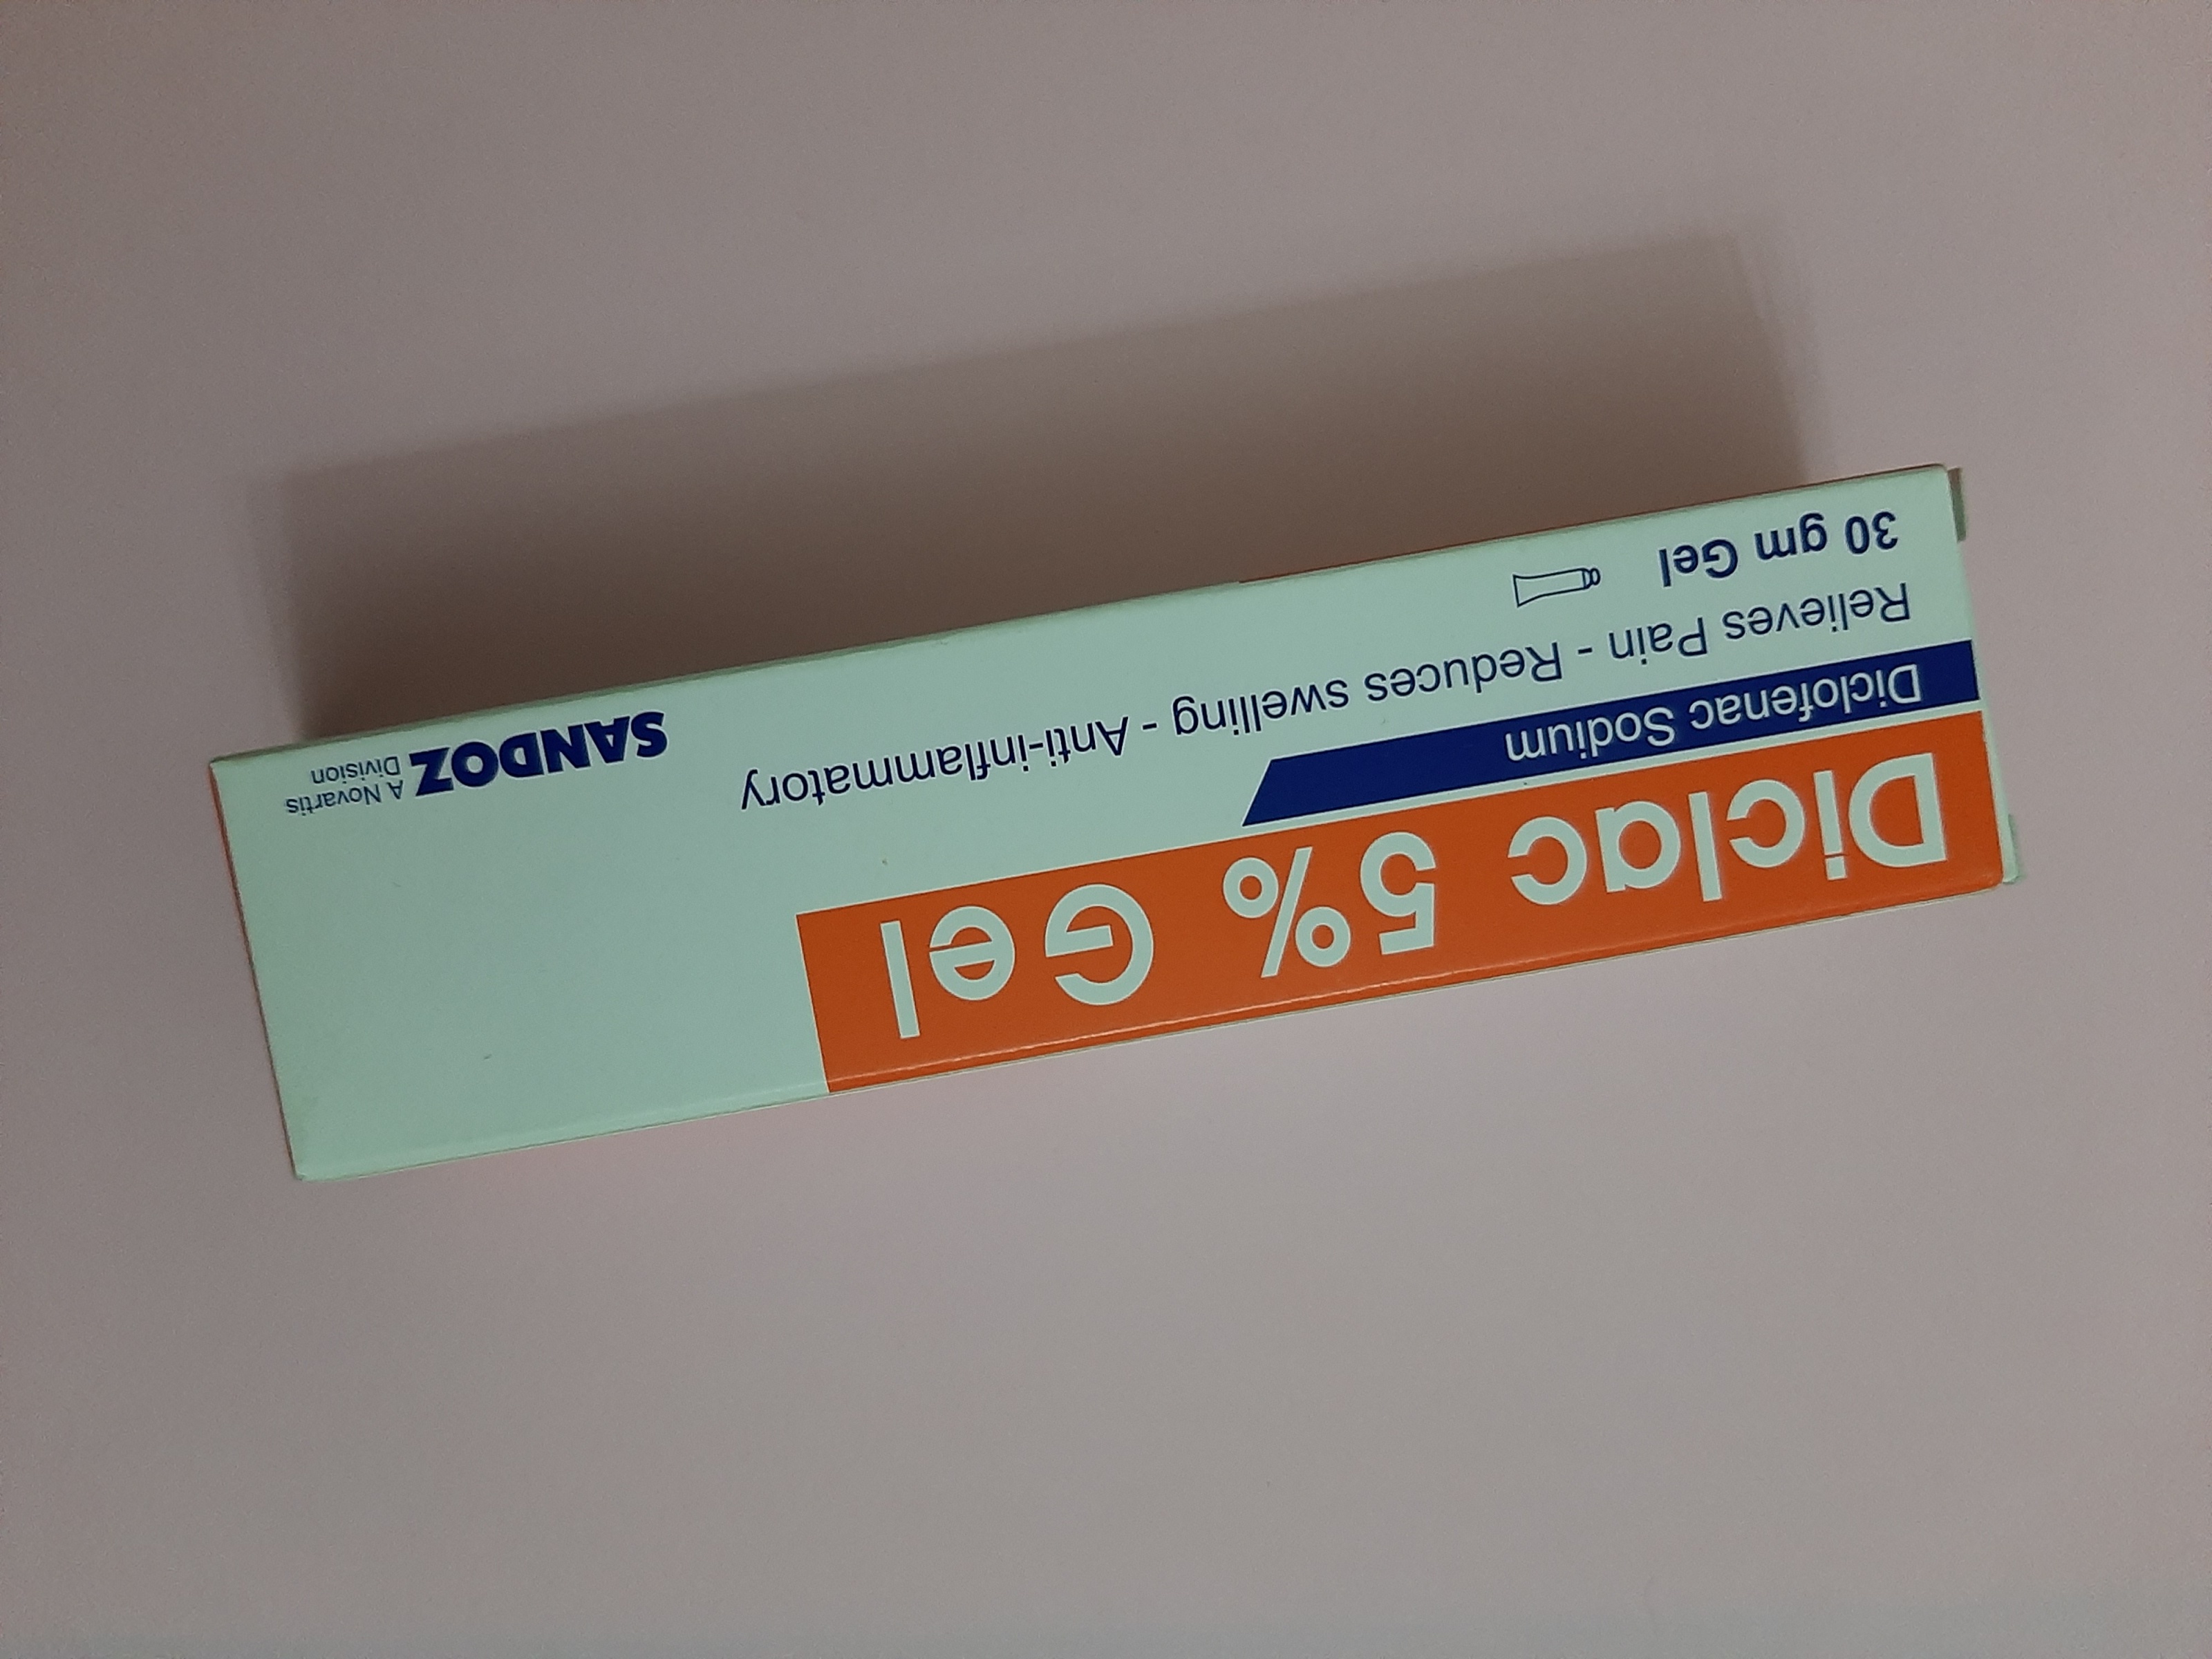 Diclac 5% Gel
Diclofenac Sodium
Relieves Pain - Reduces swelling - Anti-inflammatory
30 gm Gel
SANDOZ
A Novartis
Division